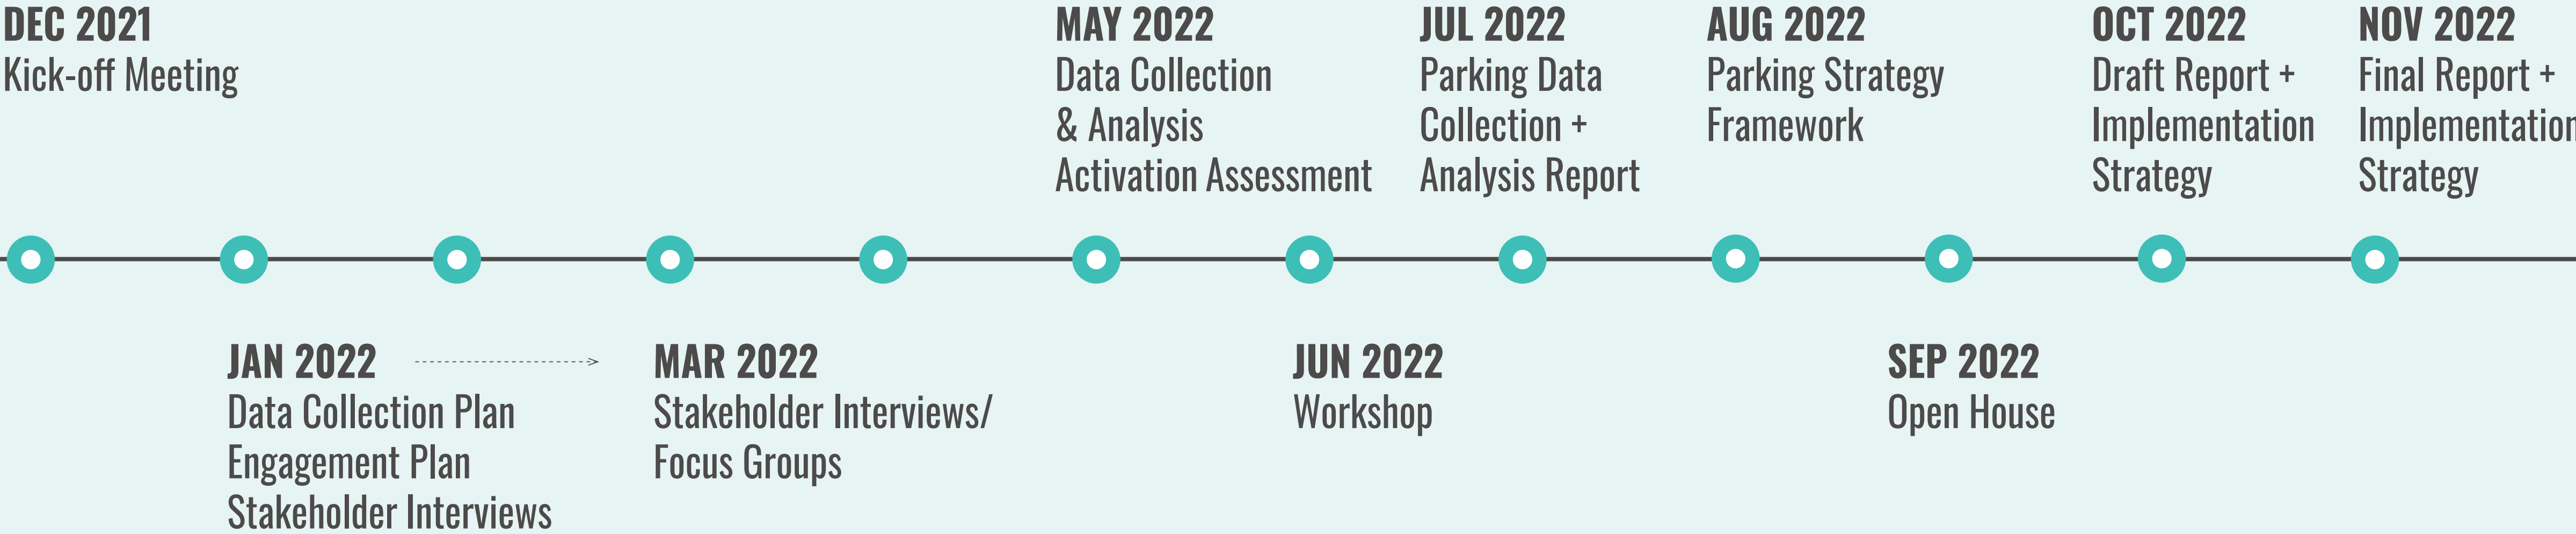 DEC 2021
Kick-off Meeting
MAY 2022
Data Collection
& Analysis
Activation Assessment
JUL 2022
Parking Data
Collection +
Analysis Report
AUG 2022
Parking Strategy
Framework
OCT 2022
Draft Report +
Implementation
Strategy
NOV 2022
Final Report +
Implementation
Strategy
JAN 2022
Data Collection Plan
Engagement Plan
Stakeholder Interviews
MAR 2022
Stakeholder Interviews/
Focus Groups
JUN 2022
Workshop
SEP 2022
Open House